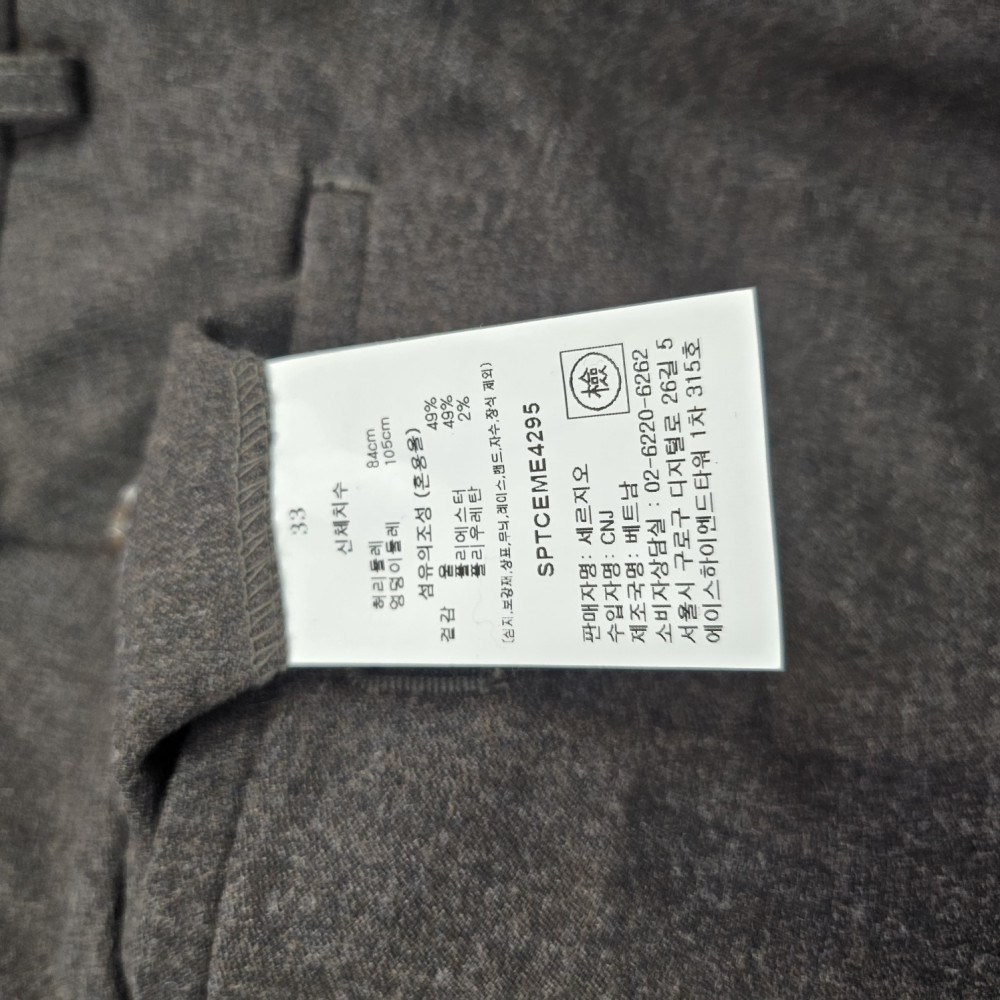 33
신체치수
허리둘레 84cm
엉덩이둘레 105cm
섬유의조성 (혼용율)
겉감 울 49%
폴리에스터 49%
폴리우레탄 2%
(심지,보강재,상표,무늬,레이스,밴드,자수,장식 제외)
SPTCEME4295
檢
판매자명: 세르지오
수입자명: CNJ
제조국명: 베트남
소비자상담실 : 02-6220-6262
서울시 구로구 디지털로 26길 5
에이스하이엔드타워 1차 315호